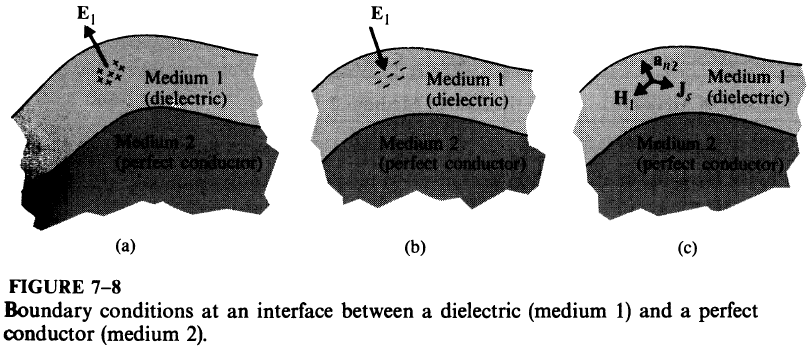 E₁
Medium 1
(dielectric)
Medium 2
(perfect conductor)
(a)
E₁
Medium 1
(dielectric)
Medium 2
(perfect conductor)
(b)
aₙ₂
H₁
Jₛ
Medium 1
(dielectric)
Medium 2
(perfect conductor)
(c)
FIGURE 7–8
Boundary conditions at an interface between a dielectric (medium 1) and a perfect
conductor (medium 2).